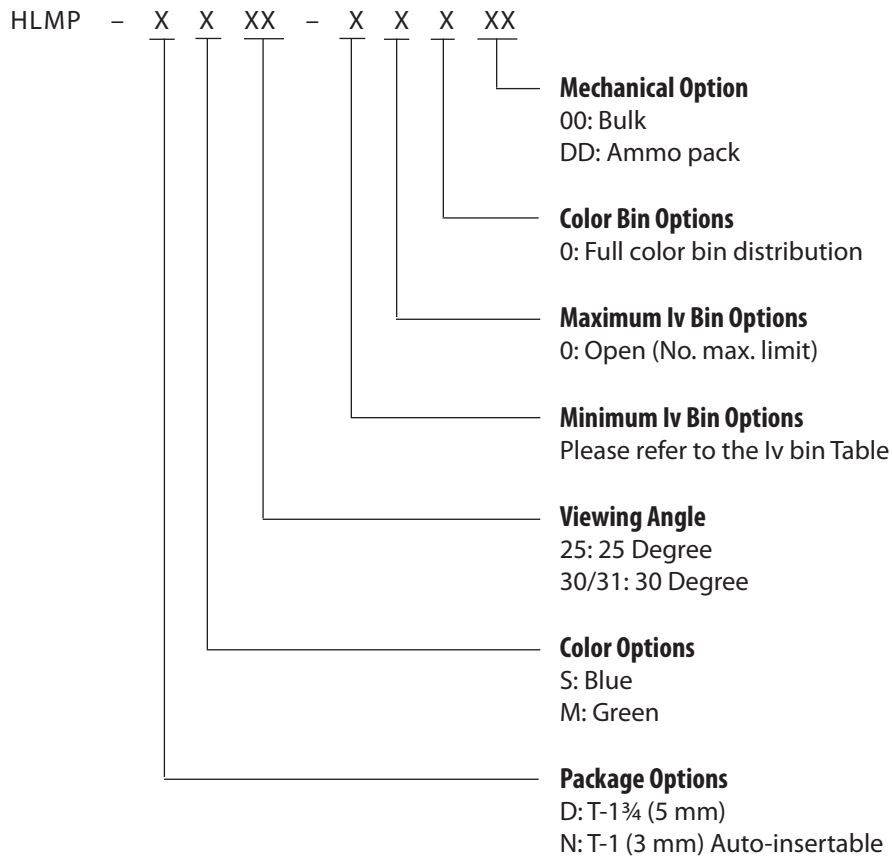 HLMP – X X XX – X X X XX
Mechanical Option
00: Bulk
DD: Ammo pack
Color Bin Options
0: Full color bin distribution
Maximum Iv Bin Options
0: Open (No. max. limit)
Minimum Iv Bin Options
Please refer to the Iv bin Table
Viewing Angle
25: 25 Degree
30/31: 30 Degree
Color Options
S: Blue
M: Green
Package Options
D: T-1¾ (5 mm)
N: T-1 (3 mm) Auto-insertable